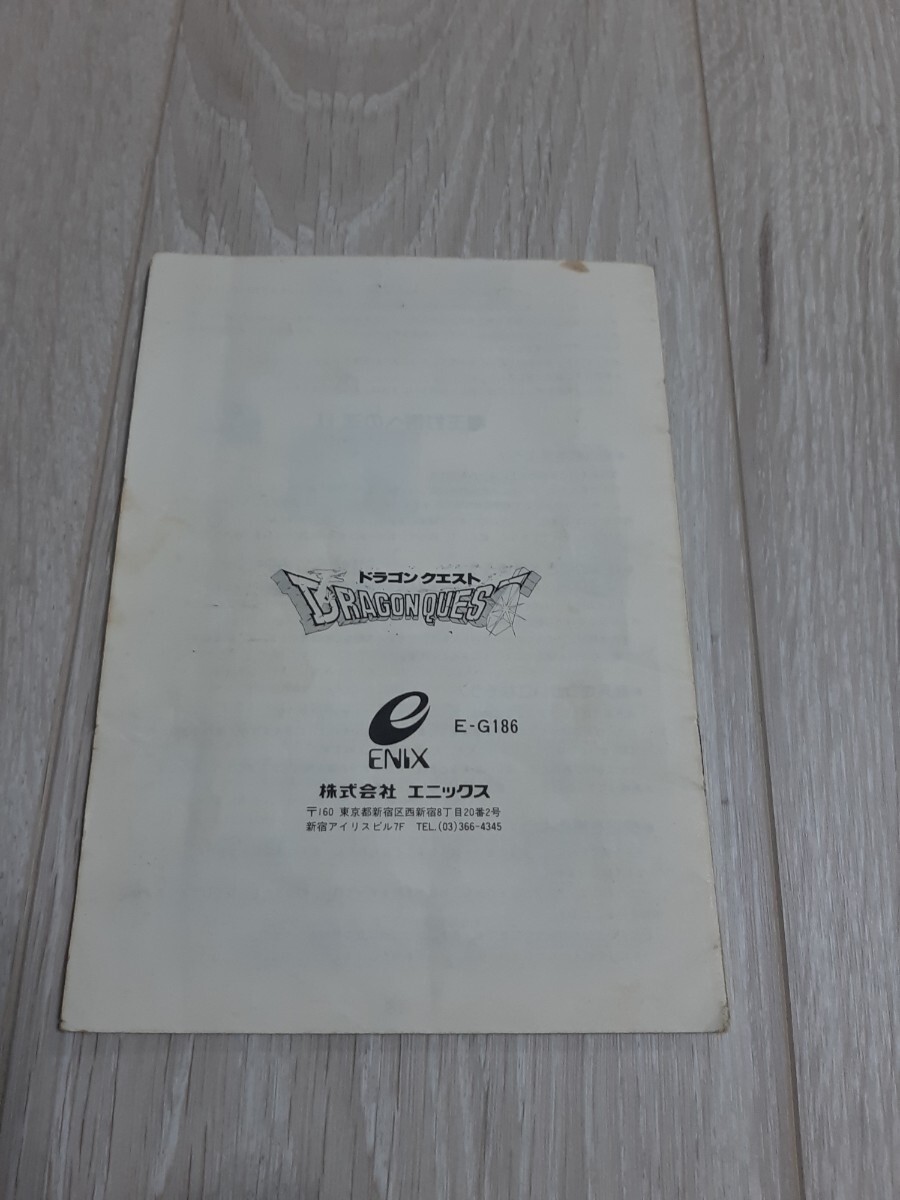 ドラゴンクエスト
DRAGON QUEST
ENIX
E-G186
株式会社 エニックス
〒160 東京都新宿区西新宿8丁目20番2号
新宿アイリスビル7F TEL.(03)366-4345